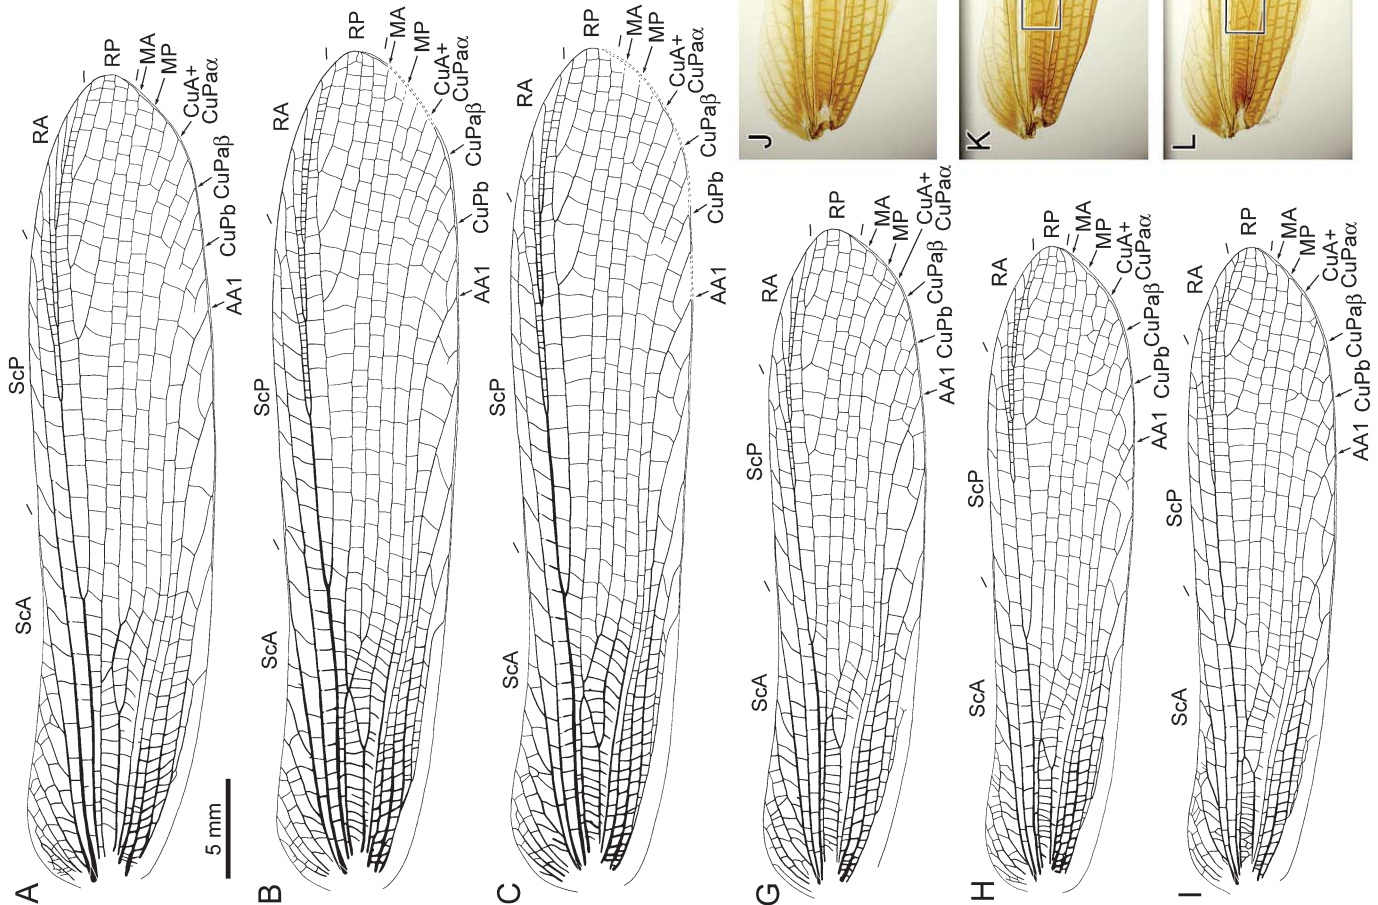 A
ScA
ScP
RA
RP
MA
MP
CuA+
CuPaα
CuPaβ
CuPb
AA1
5 mm
B
ScA
ScP
RA
RP
MA
MP
CuA+
CuPaα
CuPaβ
CuPb
AA1
C
ScA
ScP
RA
RP
MA
MP
CuA+
CuPaα
CuPaβ
CuPb
AA1
J
K
L
G
ScA
ScP
RA
RP
MA
MP
CuA+
CuPaα
CuPaβ
CuPb
AA1
H
ScA
ScP
RA
RP
MA
MP
CuA+
CuPaα
CuPaβ
CuPb
AA1
I
ScA
ScP
RA
RP
MA
MP
CuA+
CuPaα
CuPaβ
CuPb
AA1